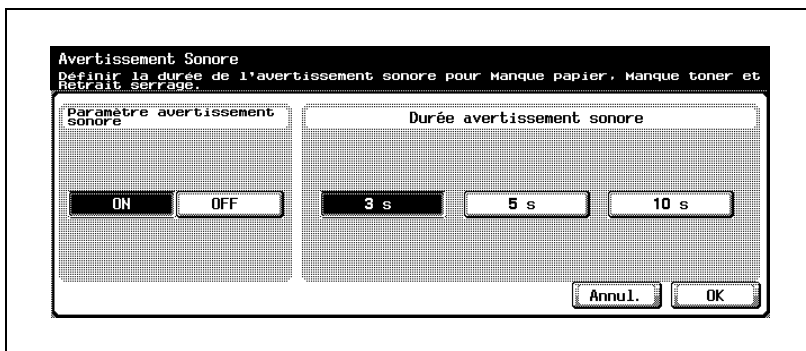 Avertissement Sonore
Définir la durée de l'avertissement sonore pour Manque papier, Manque toner et
Retrait serrage.
Paramètre avertissement
sonore
Durée avertissement sonore
ON OFF 3 s 5 s 10 s
Annul. OK